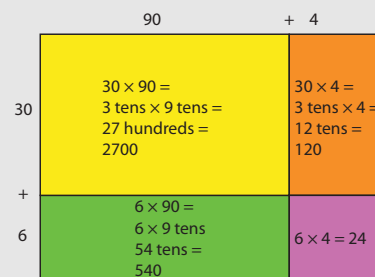 90 + 4
30
30 × 90 =
3 tens × 9 tens =
27 hundreds =
2700
30 × 4 =
3 tens × 4 =
12 tens =
120
+
6
6 × 90 =
6 × 9 tens
54 tens =
540
6 × 4 = 24